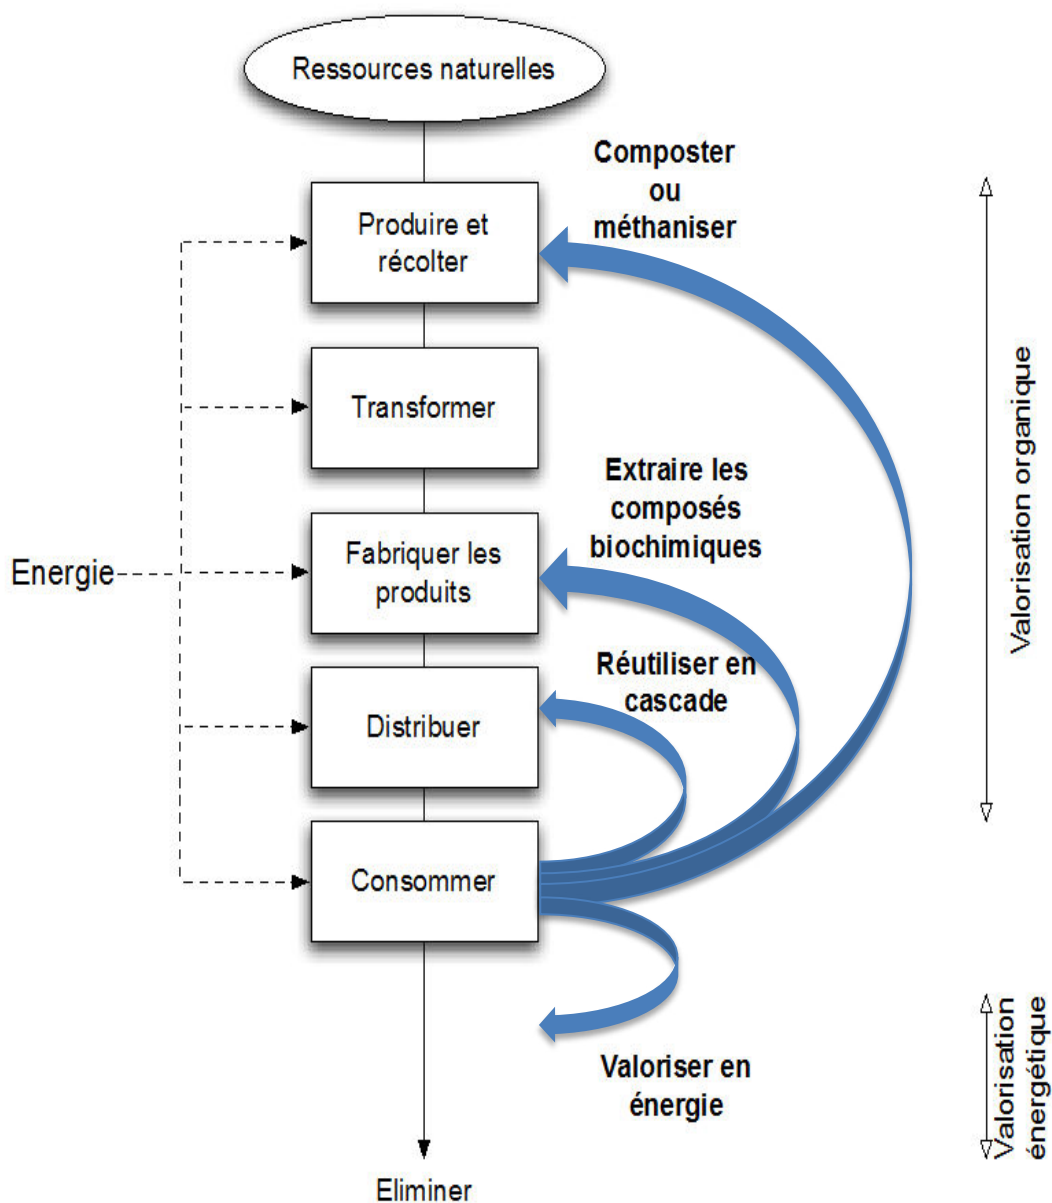 Ressources naturelles
Composter
ou
méthaniser
Produire et
récolter
Transformer
Extraire les
composés
biochimiques
Energie
Fabriquer les
produits
Réutiliser en
cascade
Distribuer
Consommer
Valoriser en
énergie
Eliminer
Valorisation organique
Valorisation
énergétique